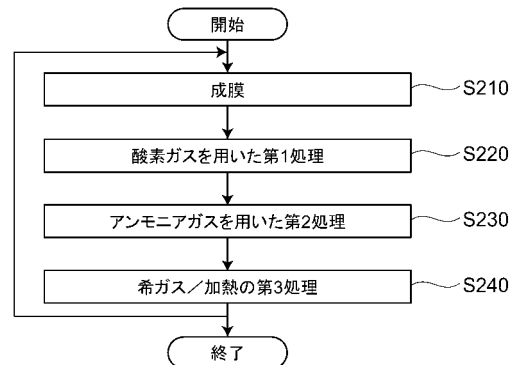 開始
成膜
S210
酸素ガスを用いた第1処理
S220
アンモニアガスを用いた第2処理
S230
希ガス/加熱の第3処理
S240
終了